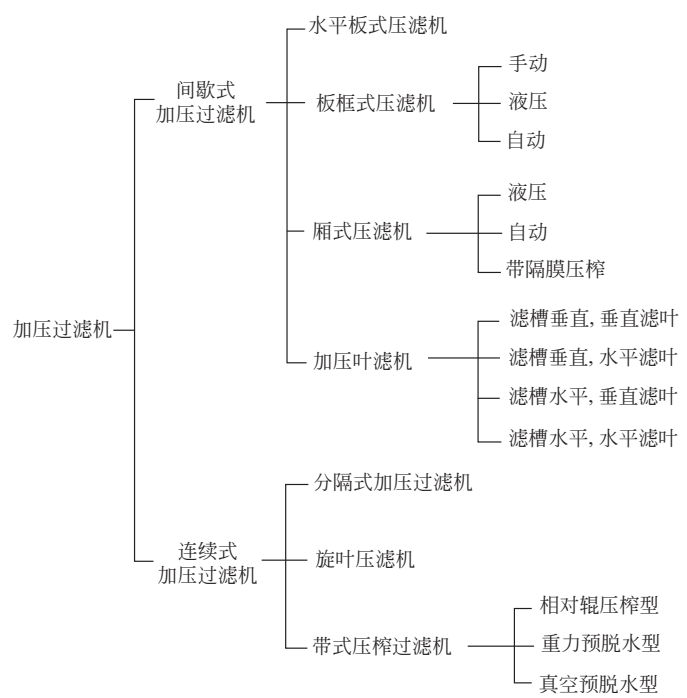 水平板式压滤机
手动
间歇式
加压过滤机
板框式压滤机
液压
自动
液压
厢式压滤机
自动
带隔膜压榨
加压过滤机
滤槽垂直, 垂直滤叶
加压叶滤机
滤槽垂直, 水平滤叶
滤槽水平, 垂直滤叶
滤槽水平, 水平滤叶
分隔式加压过滤机
连续式
加压过滤机
旋叶压滤机
相对辊压榨型
带式压榨过滤机
重力预脱水型
真空预脱水型